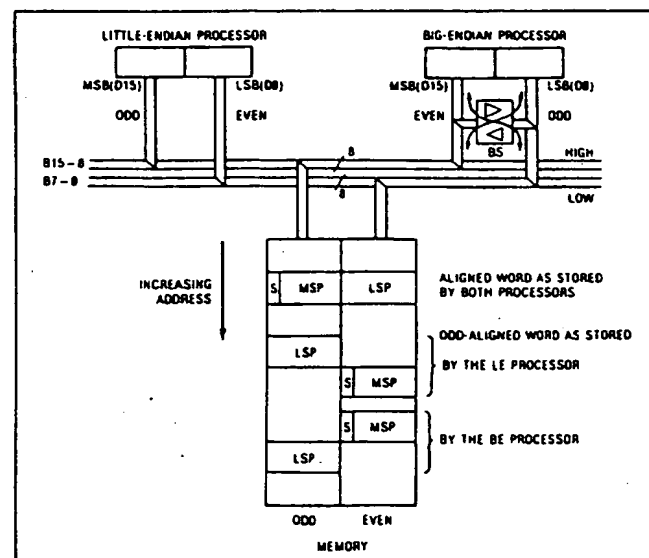 LITTLE-ENDIAN PROCESSOR
BIG-ENDIAN PROCESSOR
MSB(D15)
LSB(D0)
MSB(D15)
LSB(D0)
ODD
EVEN
EVEN
ODD
BS
HIGH
B15-8
8
B7-0
8
LOW
INCREASING
ADDRESS
S MSP LSP
ALIGNED WORD AS STORED
BY BOTH PROCESSORS
ODD-ALIGNED WORD AS STORED
LSP
BY THE LE PROCESSOR
S MSP
S MSP
BY THE BE PROCESSOR
LSP
ODD EVEN
MEMORY